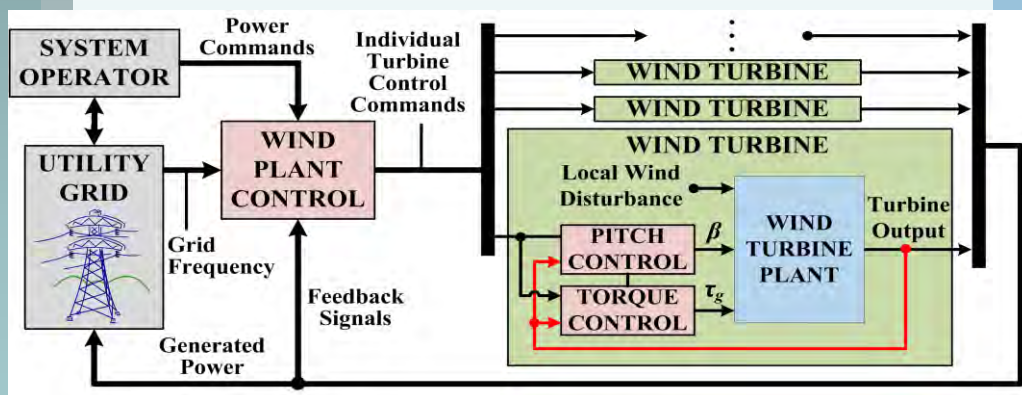 SYSTEM
OPERATOR
Power
Commands
Individual
Turbine
Control
Commands
UTILITY
GRID
WIND
PLANT
CONTROL
Grid
Frequency
Feedback
Signals
Generated
Power
WIND TURBINE
WIND TURBINE
WIND TURBINE
Local Wind
Disturbance
PITCH
CONTROL
β
TORQUE
CONTROL
τg
WIND
TURBINE
PLANT
Turbine
Output